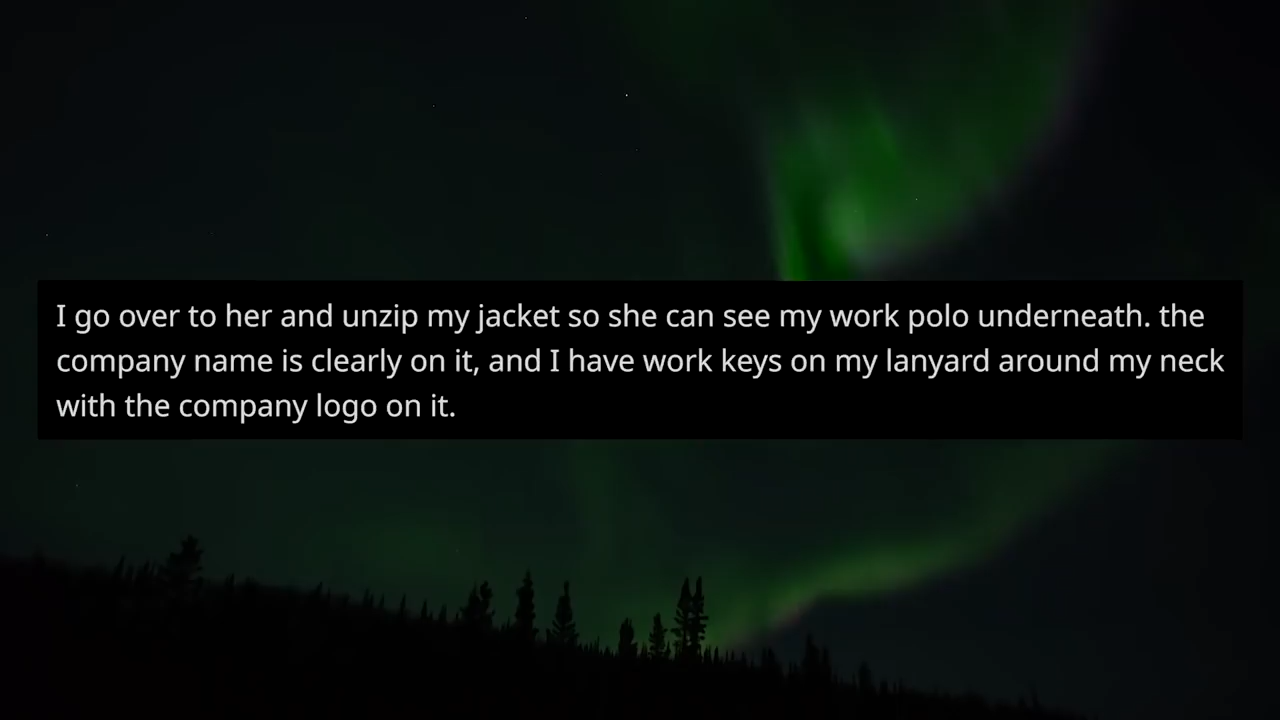 I go over to her and unzip my jacket so she can see my work polo underneath. the
company name is clearly on it, and I have work keys on my lanyard around my neck
with the company logo on it.